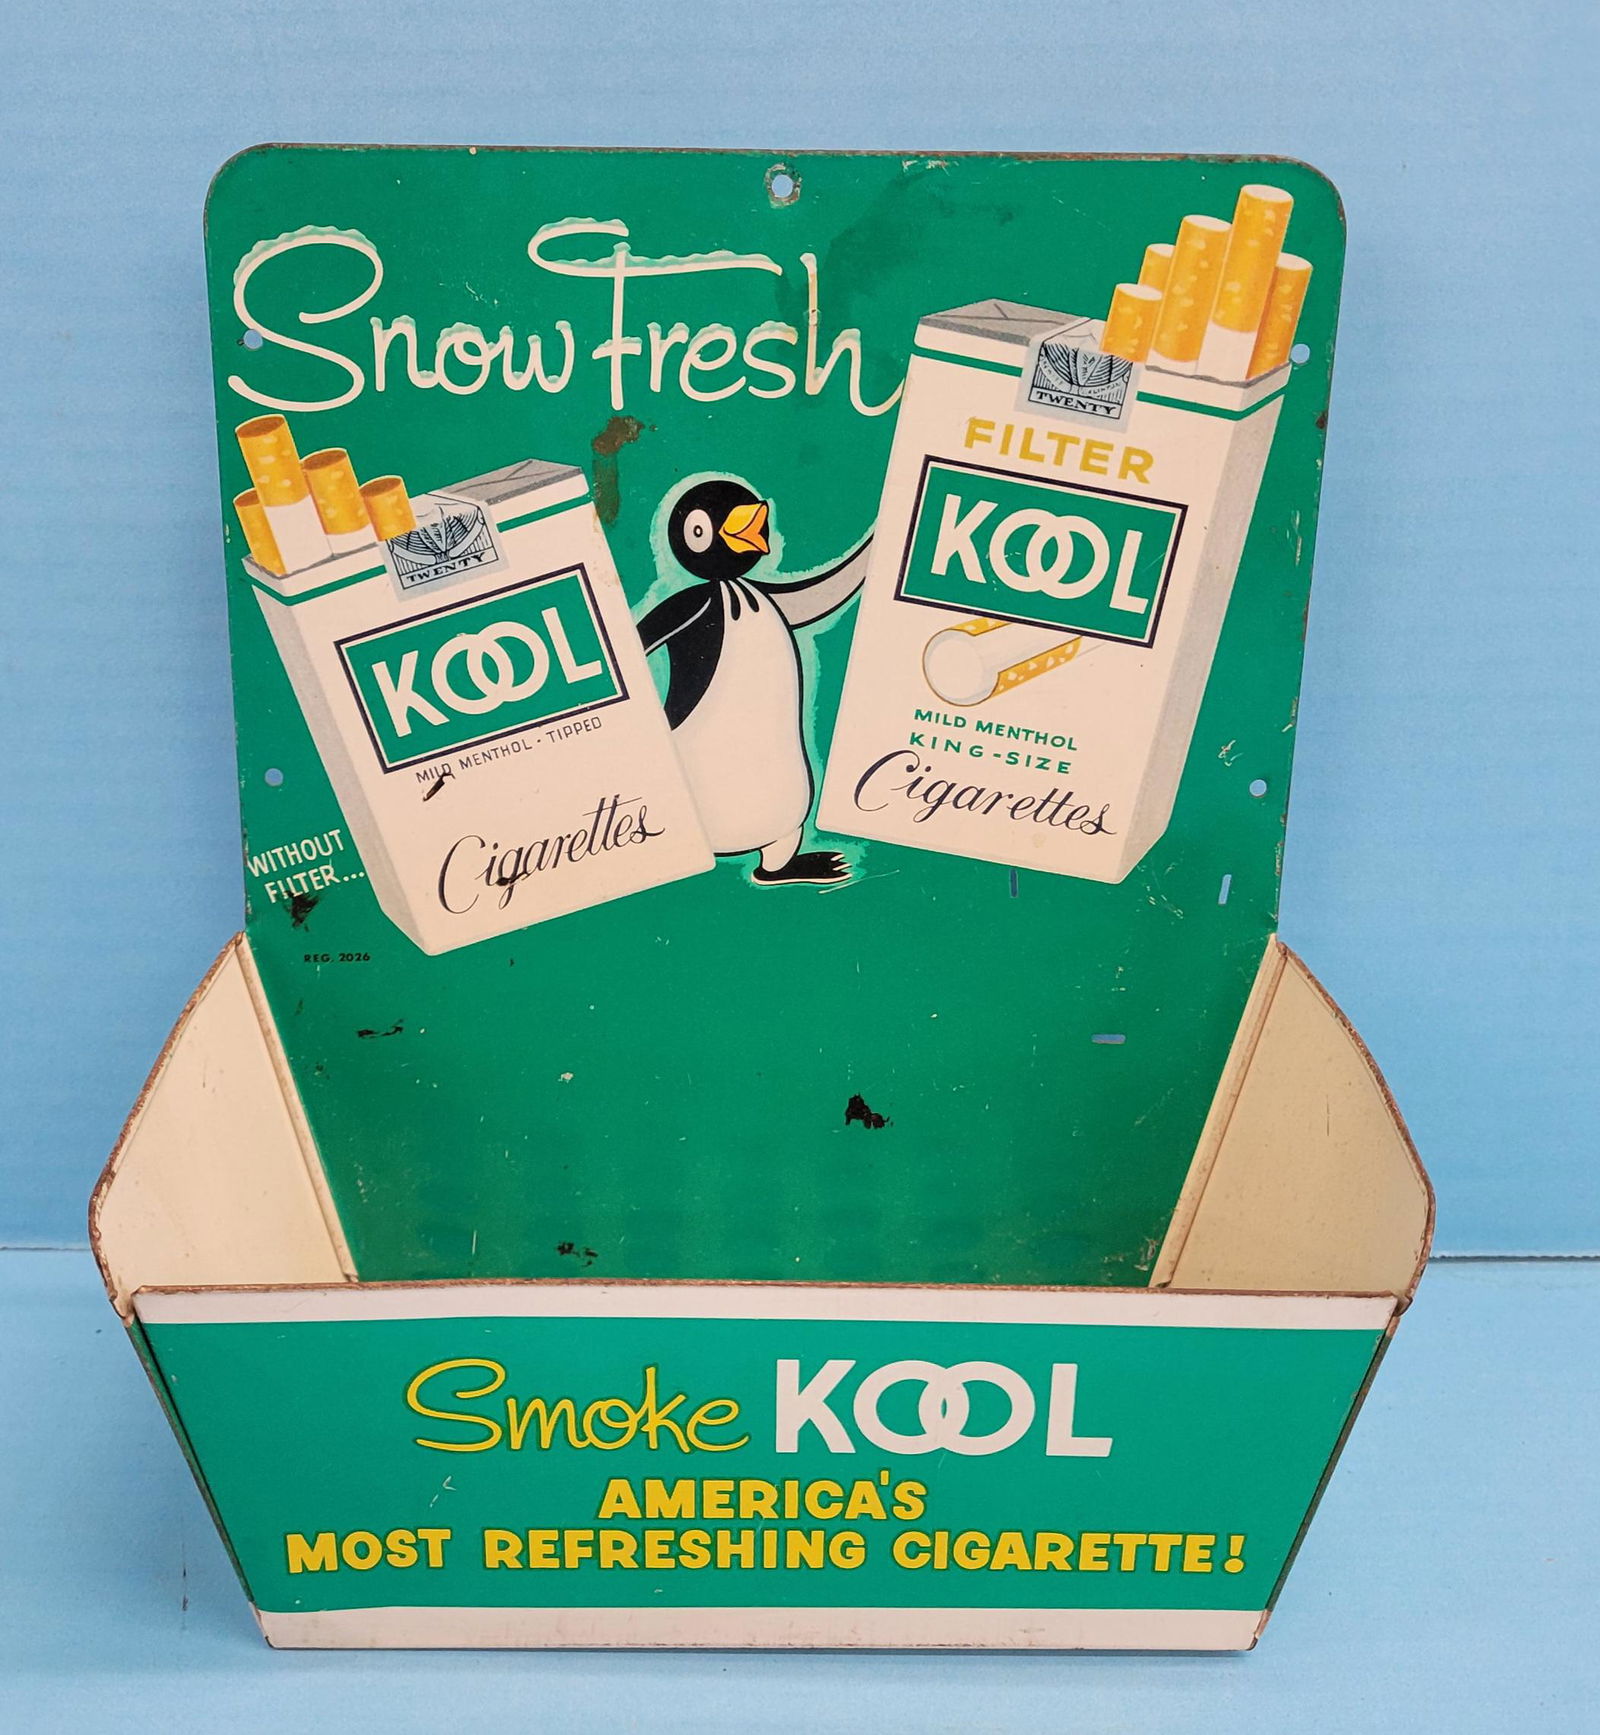 Snow Fresh
TWENTY
FILTER
KOOL
MILD MENTHOL
KING-SIZE
Cigarettes
TWENTY
KOOL
MILD MENTHOL-TIPPED
Cigarettes
WITHOUT
FILTER...
REG. 2026
Smoke KOOL
AMERICA'S
MOST REFRESHING CIGARETTE!